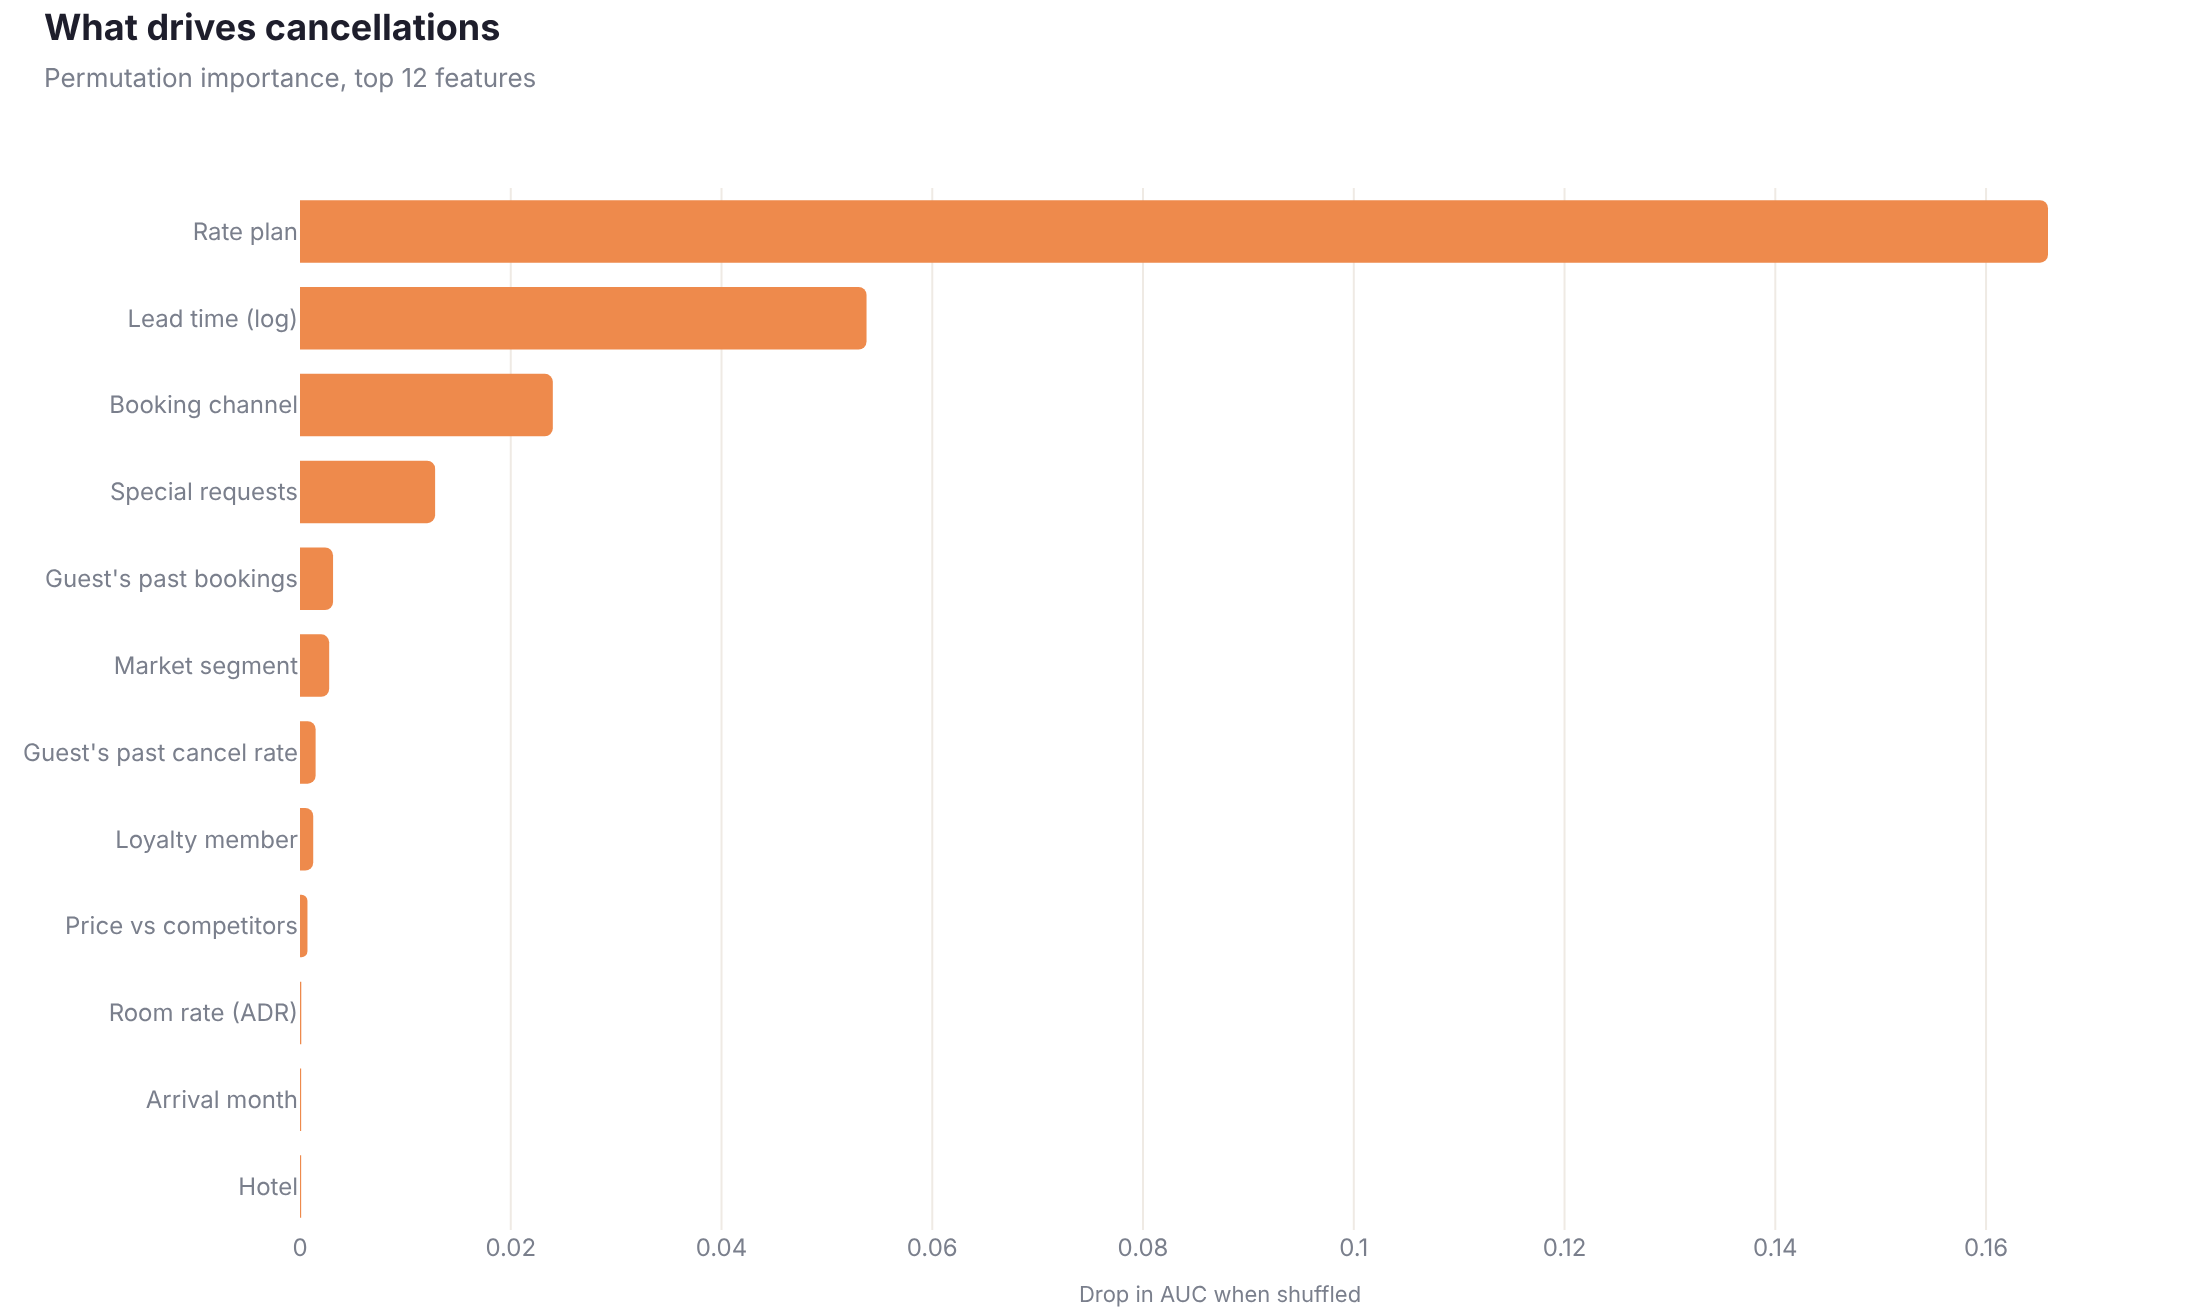 What drives cancellations
Permutation importance, top 12 features
Rate plan
Lead time (log)
Booking channel
Special requests
Guest's past bookings
Market segment
Guest's past cancel rate
Loyalty member
Price vs competitors
Room rate (ADR)
Arrival month
Hotel
0 0.02 0.04 0.06 0.08 0.1 0.12 0.14 0.16
Drop in AUC when shuffled